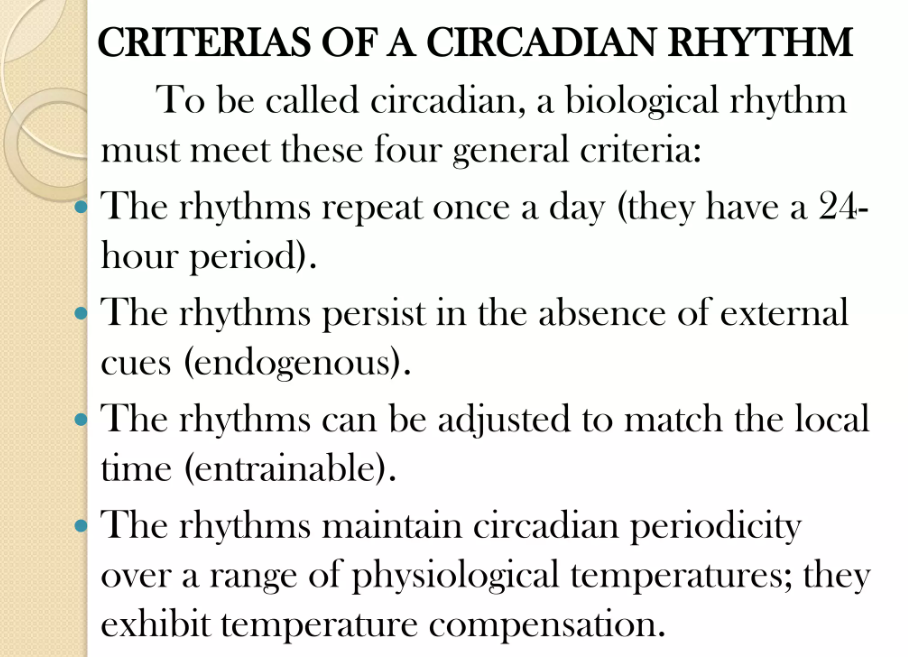 CRITERIAS OF A CIRCADIAN RHYTHM
To be called circadian, a biological rhythm
must meet these four general criteria:
• The rhythms repeat once a day (they have a 24-
hour period).
• The rhythms persist in the absence of external
cues (endogenous).
• The rhythms can be adjusted to match the local
time (entrainable).
• The rhythms maintain circadian periodicity
over a range of physiological temperatures; they
exhibit temperature compensation.